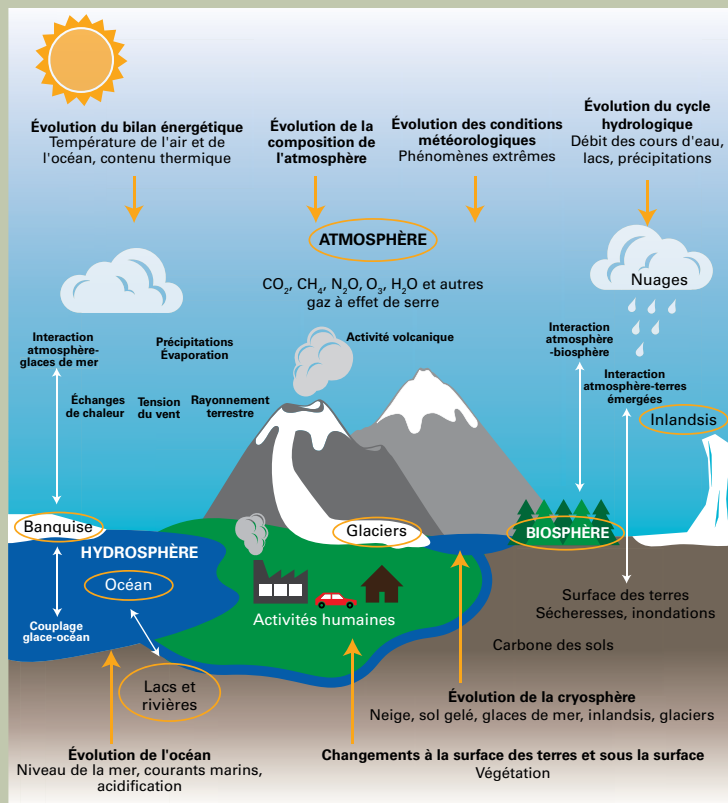 Évolution du bilan énergétique
Température de l'air et de
l'océan, contenu thermique
Évolution de la
composition de
l'atmosphère
Évolution des conditions
météorologiques
Phénomènes extrêmes
Évolution du cycle
hydrologique
Débit des cours d'eau,
lacs, précipitations
ATMOSPHÈRE
CO₂, CH₄, N₂O, O₃, H₂O et autres
gaz à effet de serre
Nuages
Interaction
atmosphère-
glaces de mer
Précipitations
Évaporation
Activité volcanique
Interaction
atmosphère
-biosphère
Échanges
de chaleur
Tension
du vent
Rayonnement
terrestre
Interaction
atmosphère-terres
émergées
Inlandsis
Banquise
Glaciers
BIOSPHÈRE
HYDROSPHÈRE
Océan
Couplage
glace-océan
Activités humaines
Surface des terres
Sécheresses, inondations
Carbone des sols
Lacs et
rivières
Évolution de la cryosphère
Neige, sol gelé, glaces de mer, inlandsis, glaciers
Évolution de l'océan
Niveau de la mer, courants marins,
acidification
Changements à la surface des terres et sous la surface
Végétation